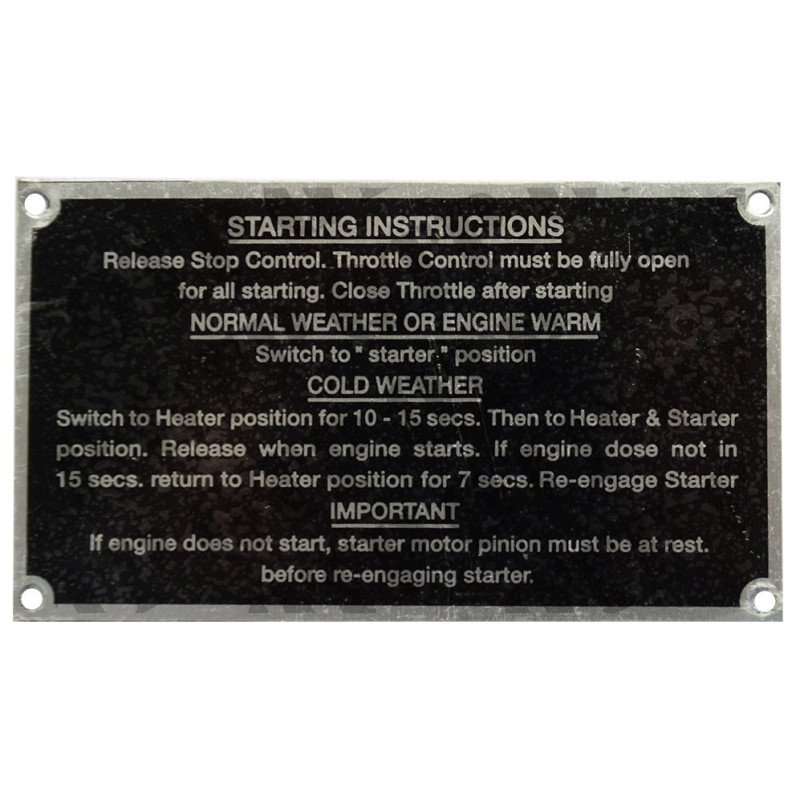 STARTING INSTRUCTIONS
Release Stop Control. Throttle Control must be fully open
for all starting. Close Throttle after starting
NORMAL WEATHER OR ENGINE WARM
Switch to " starter " position
COLD WEATHER
Switch to Heater position for 10 - 15 secs. Then to Heater & Starter
position. Release when engine starts. If engine dose not in
15 secs. return to Heater position for 7 secs. Re-engage Starter
IMPORTANT
If engine does not start, starter motor pinion must be at rest.
before re-engaging starter.